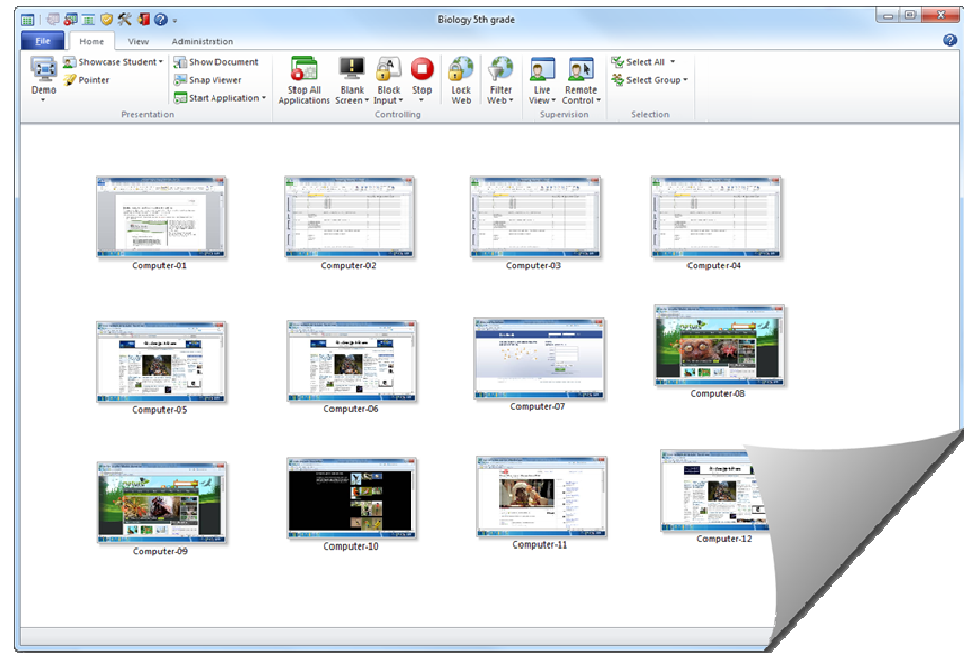 Biology 5th grade
File Home View Administration
Showcase Student Show Document Select All
Pointer Snap Viewer Select Group
Demo Start Application Stop All Applications Blank Screen Block Input Stop Lock Web Filter Web Live View Remote Control
Presentation Controlling Supervision Selection
Computer-01 Computer-02 Computer-03 Computer-04
Computer-05 Computer-06 Computer-07 Computer-08
Computer-09 Computer-10 Computer-11 Computer-12